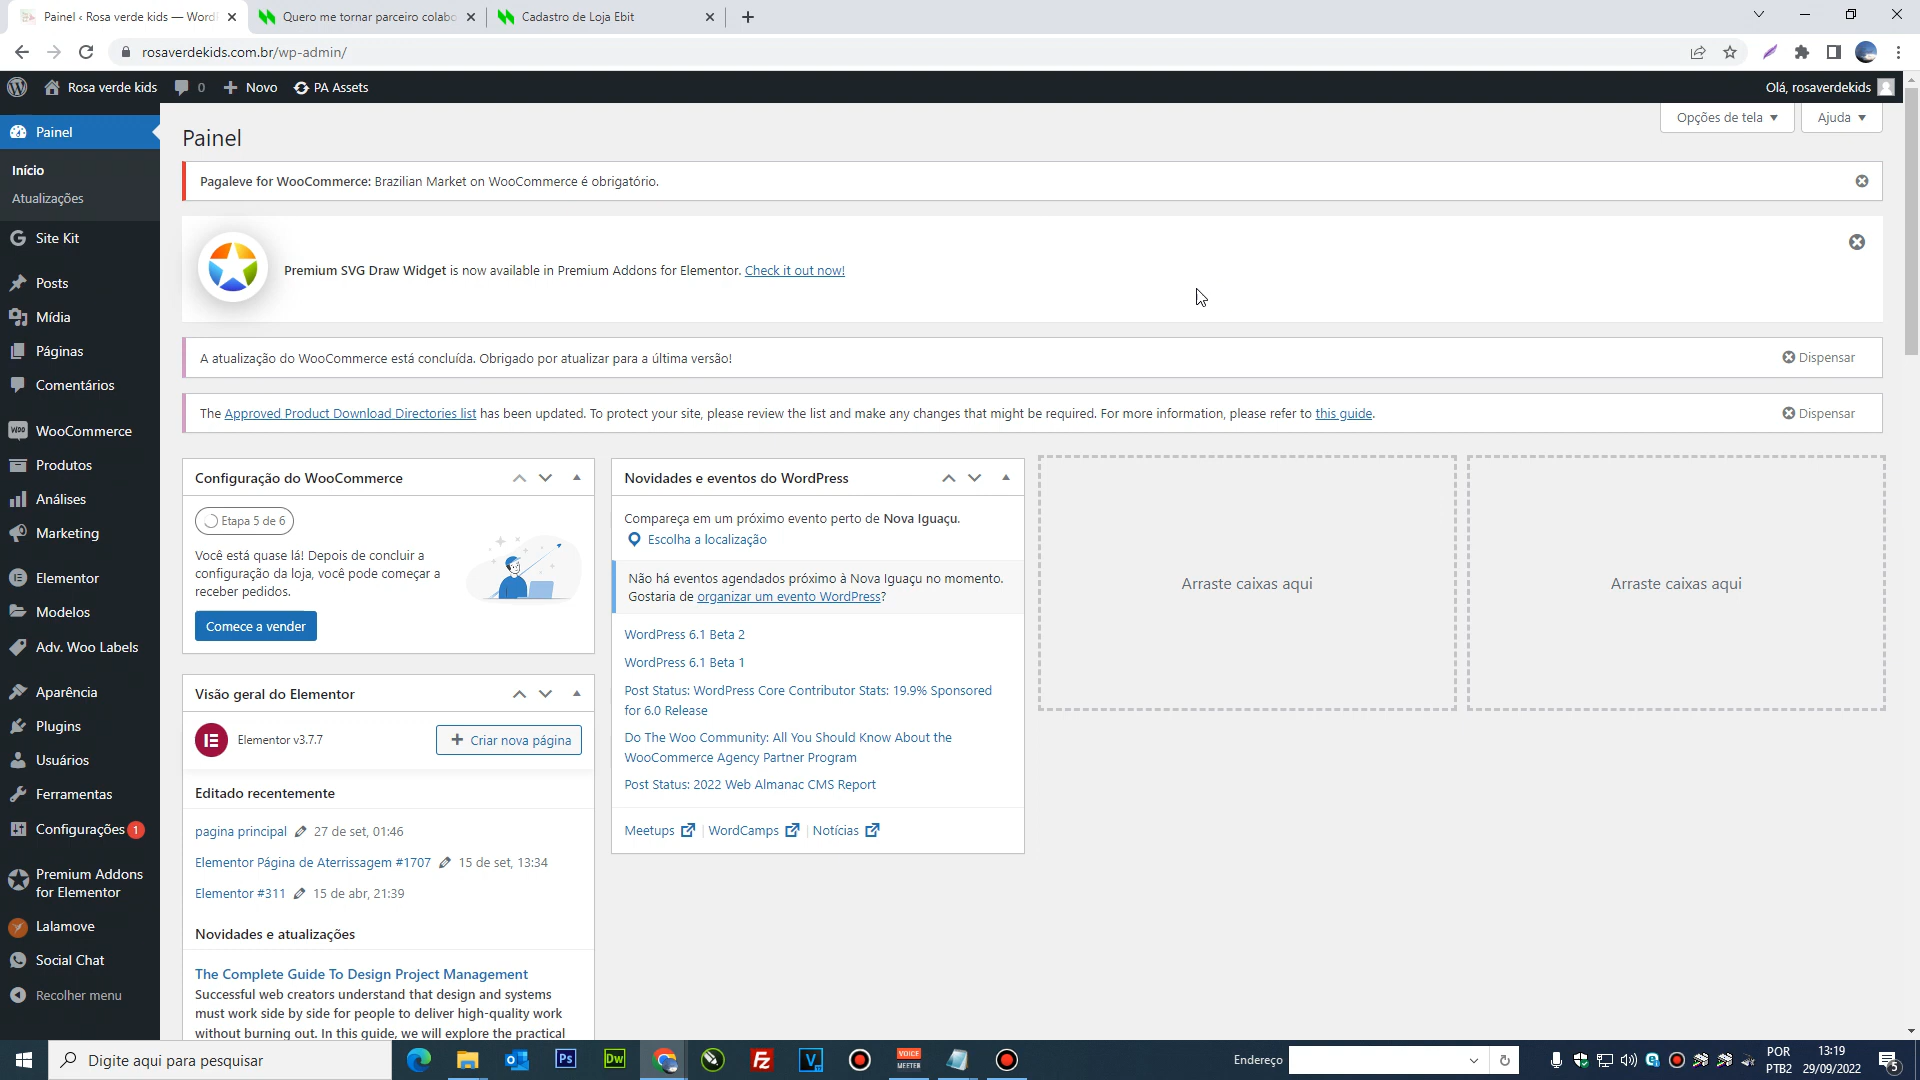 Painel ‹ Rosa verde kids — Word
Quero me tornar parceiro colabo
Cadastro de Loja Ebit
rosaverdekids.com.br/wp-admin/
Rosa verde kids
0
Novo
PA Assets
Olá, rosaverdekids
Painel
Início
Atualizações
Site Kit
Posts
Mídia
Páginas
Comentários
WooCommerce
Produtos
Análises
Marketing
Elementor
Modelos
Adv. Woo Labels
Aparência
Plugins
Usuários
Ferramentas
Configurações 1
Premium Addons
for Elementor
Lalamove
Social Chat
Recolher menu
Opções de tela
Ajuda
Painel
Pagaleve for WooCommerce: Brazilian Market on WooCommerce é obrigatório.
Premium SVG Draw Widget is now available in Premium Addons for Elementor. Check it out now!
A atualização do WooCommerce está concluída. Obrigado por atualizar para a última versão!
Dispensar
The Approved Product Download Directories list has been updated. To protect your site, please review the list and make any changes that might be required. For more information, please refer to this guide.
Dispensar
Configuração do WooCommerce
Etapa 5 de 6
Você está quase lá! Depois de concluir a
configuração da loja, você pode começar a
receber pedidos.
Comece a vender
Visão geral do Elementor
Elementor v3.7.7
Criar nova página
Editado recentemente
pagina principal 27 de set, 01:46
Elementor Página de Aterrissagem #1707 15 de set, 13:34
Elementor #311 15 de abr, 21:39
Novidades e atualizações
The Complete Guide To Design Project Management
Successful web creators understand that design and systems
must work side by side for people to deliver high-quality work
without burning out. In this guide, we will explore the practical
Novidades e eventos do WordPress
Compareça em um próximo evento perto de Nova Iguaçu.
Escolha a localização
Não há eventos agendados próximo à Nova Iguaçu no momento.
Gostaria de organizar um evento WordPress?
WordPress 6.1 Beta 2
WordPress 6.1 Beta 1
Post Status: WordPress Core Contributor Stats: 19.9% Sponsored
for 6.0 Release
Do The Woo Community: All You Should Know About the
WooCommerce Agency Partner Program
Post Status: 2022 Web Almanac CMS Report
Meetups
WordCamps
Notícias
Arraste caixas aqui
Arraste caixas aqui
Digite aqui para pesquisar
Ps
Dw
Fz
V
VOICE
MEETER
Endereço
POR
PTB2
13:19
29/09/2022
5